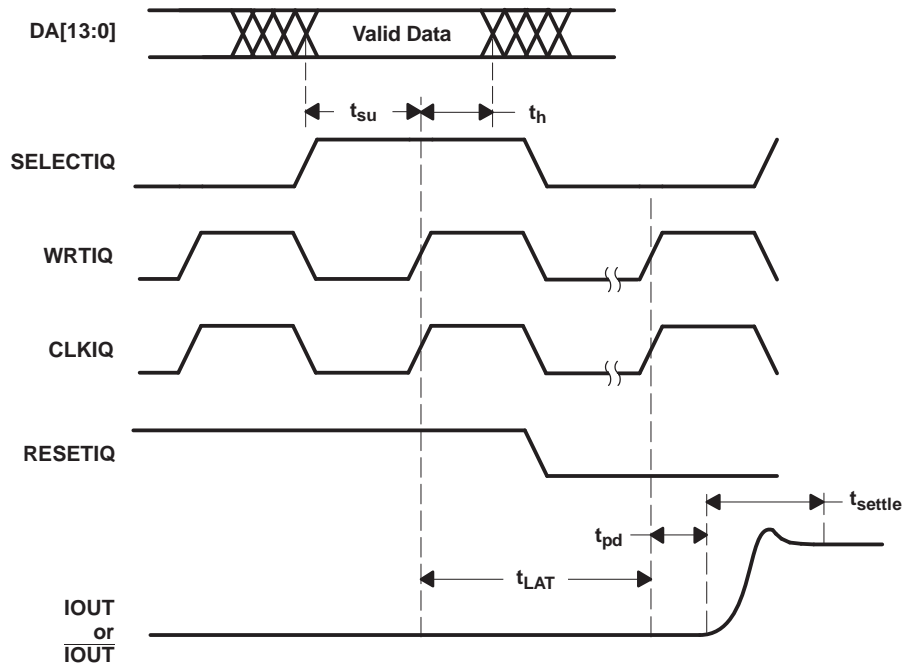 DA[13:0]
Valid Data
tsu
th
SELECTIQ
WRTIQ
CLKIQ
RESETIQ
tsettle
tpd
tLAT
IOUT
or
IOUT